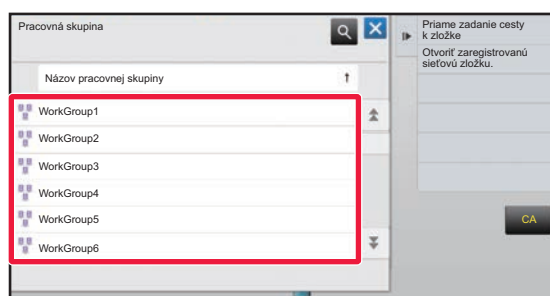 Pracovná skupina
Názov pracovnej skupiny
WorkGroup1
WorkGroup2
WorkGroup3
WorkGroup4
WorkGroup5
WorkGroup6
Priame zadanie cesty
k zložke
Otvoriť zaregistrovanú
sieťovú zložku.
CA